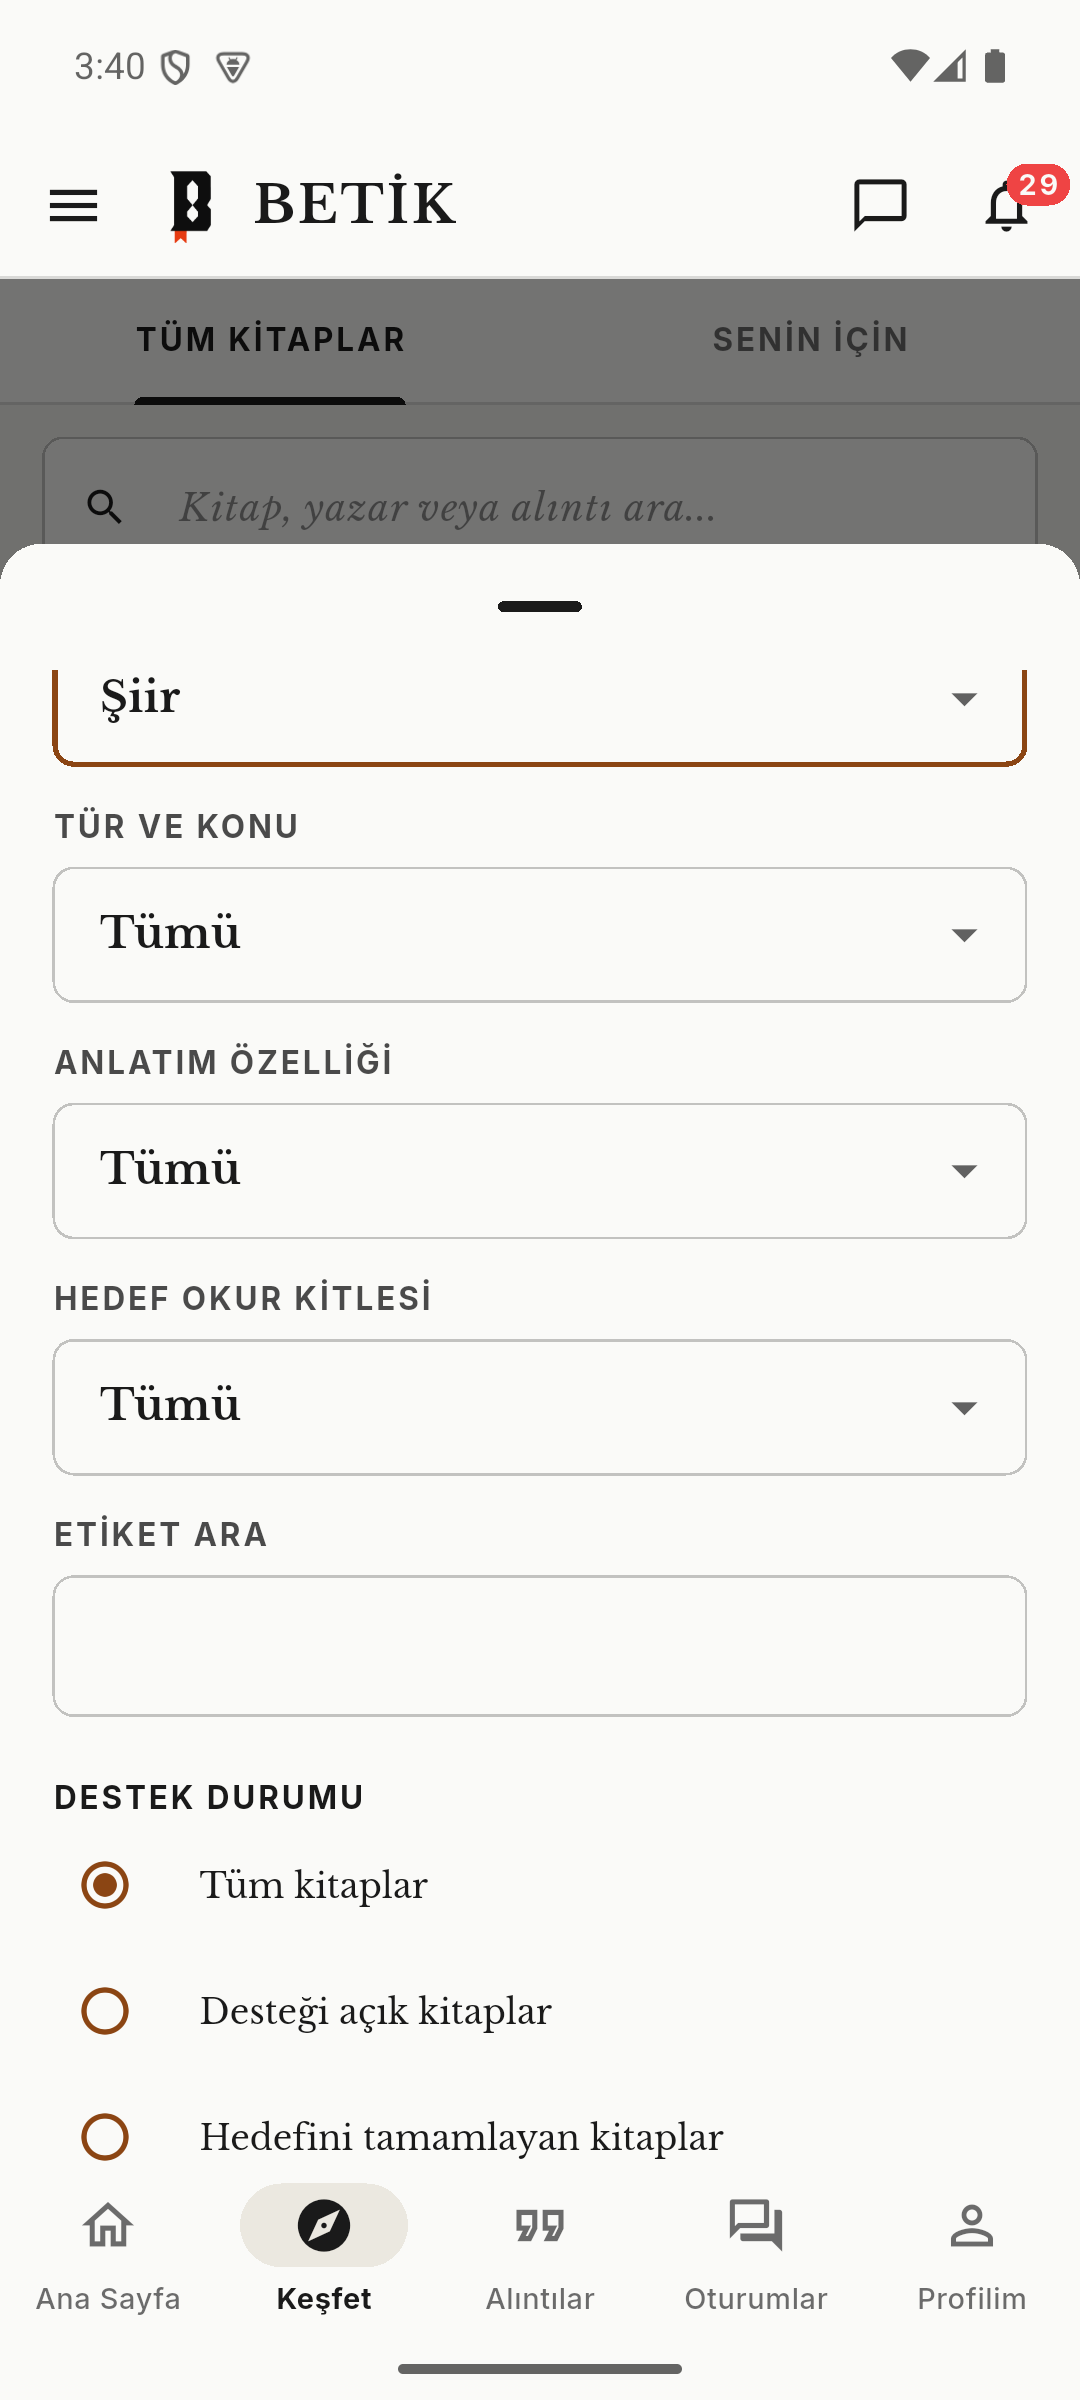 3:40
BETİK
29
TÜM KİTAPLAR
SENİN İÇİN
Kitap, yazar veya alıntı ara...
Şiir
TÜR VE KONU
Tümü
ANLATIM ÖZELLİĞİ
Tümü
HEDEF OKUR KİTLESİ
Tümü
ETİKET ARA
DESTEK DURUMU
Tüm kitaplar
Desteği açık kitaplar
Hedefini tamamlayan kitaplar
Ana Sayfa
Keşfet
Alıntılar
Oturumlar
Profilim